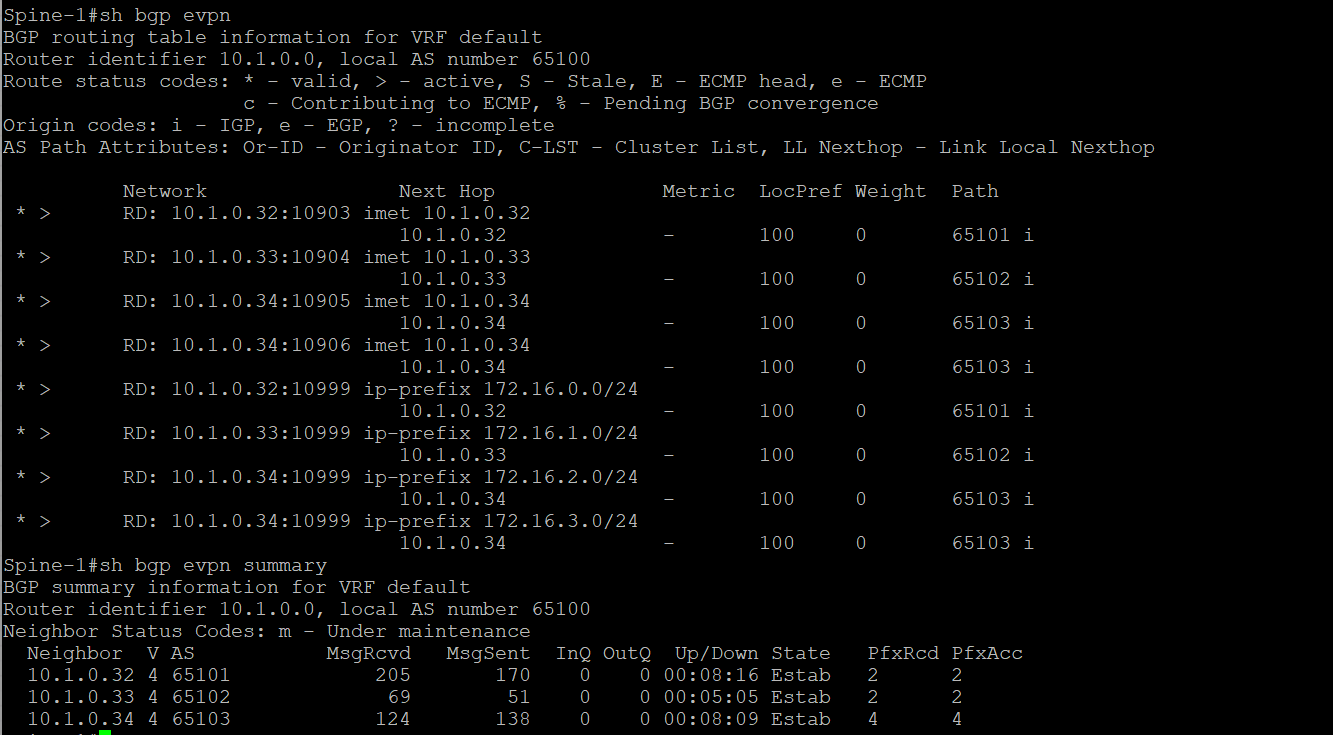 Spine-1#sh bgp evpn
BGP routing table information for VRF default
Router identifier 10.1.0.0, local AS number 65100
Route status codes: * - valid, > - active, S - Stale, E - ECMP head, e - ECMP
                    c - Contributing to ECMP, % - Pending BGP convergence
Origin codes: i - IGP, e - EGP, ? - incomplete
AS Path Attributes: Or-ID - Originator ID, C-LST - Cluster List, LL Nexthop - Link Local Nexthop

          Network                Next Hop              Metric  LocPref Weight  Path
 * >      RD: 10.1.0.32:10903 imet 10.1.0.32
                                 10.1.0.32             -       100     0       65101 i
 * >      RD: 10.1.0.33:10904 imet 10.1.0.33
                                 10.1.0.33             -       100     0       65102 i
 * >      RD: 10.1.0.34:10905 imet 10.1.0.34
                                 10.1.0.34             -       100     0       65103 i
 * >      RD: 10.1.0.34:10906 imet 10.1.0.34
                                 10.1.0.34             -       100     0       65103 i
 * >      RD: 10.1.0.32:10999 ip-prefix 172.16.0.0/24
                                 10.1.0.32             -       100     0       65101 i
 * >      RD: 10.1.0.33:10999 ip-prefix 172.16.1.0/24
                                 10.1.0.33             -       100     0       65102 i
 * >      RD: 10.1.0.34:10999 ip-prefix 172.16.2.0/24
                                 10.1.0.34             -       100     0       65103 i
 * >      RD: 10.1.0.34:10999 ip-prefix 172.16.3.0/24
                                 10.1.0.34             -       100     0       65103 i
Spine-1#sh bgp evpn summary
BGP summary information for VRF default
Router identifier 10.1.0.0, local AS number 65100
Neighbor Status Codes: m - Under maintenance
  Neighbor  V AS           MsgRcvd   MsgSent  InQ OutQ  Up/Down State   PfxRcd PfxAcc
  10.1.0.32 4 65101            205       170    0    0 00:08:16 Estab   2      2
  10.1.0.33 4 65102             69        51    0    0 00:05:05 Estab   2      2
  10.1.0.34 4 65103            124       138    0    0 00:08:09 Estab   4      4